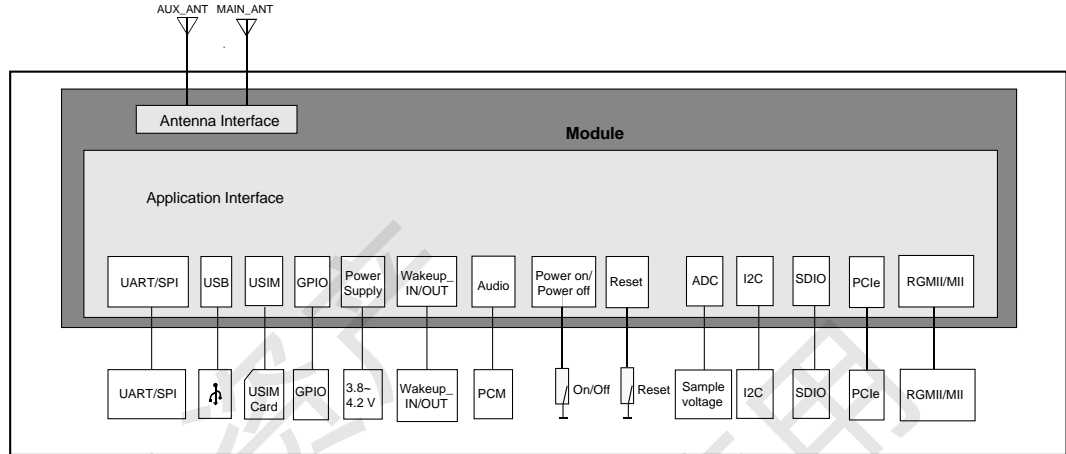 AUX_ANT MAIN_ANT
Antenna Interface
Module
Application Interface
UART/SPI
USB
USIM
GPIO
Power
Supply
Wakeup_
IN/OUT
Audio
Power on/
Power off
Reset
ADC
I2C
SDIO
PCIe
RGMII/MII
UART/SPI
USIM
Card
GPIO
3.8~
4.2 V
Wakeup_
IN/OUT
PCM
On/Off
Reset
Sample
voltage
I2C
SDIO
PCIe
RGMII/MII